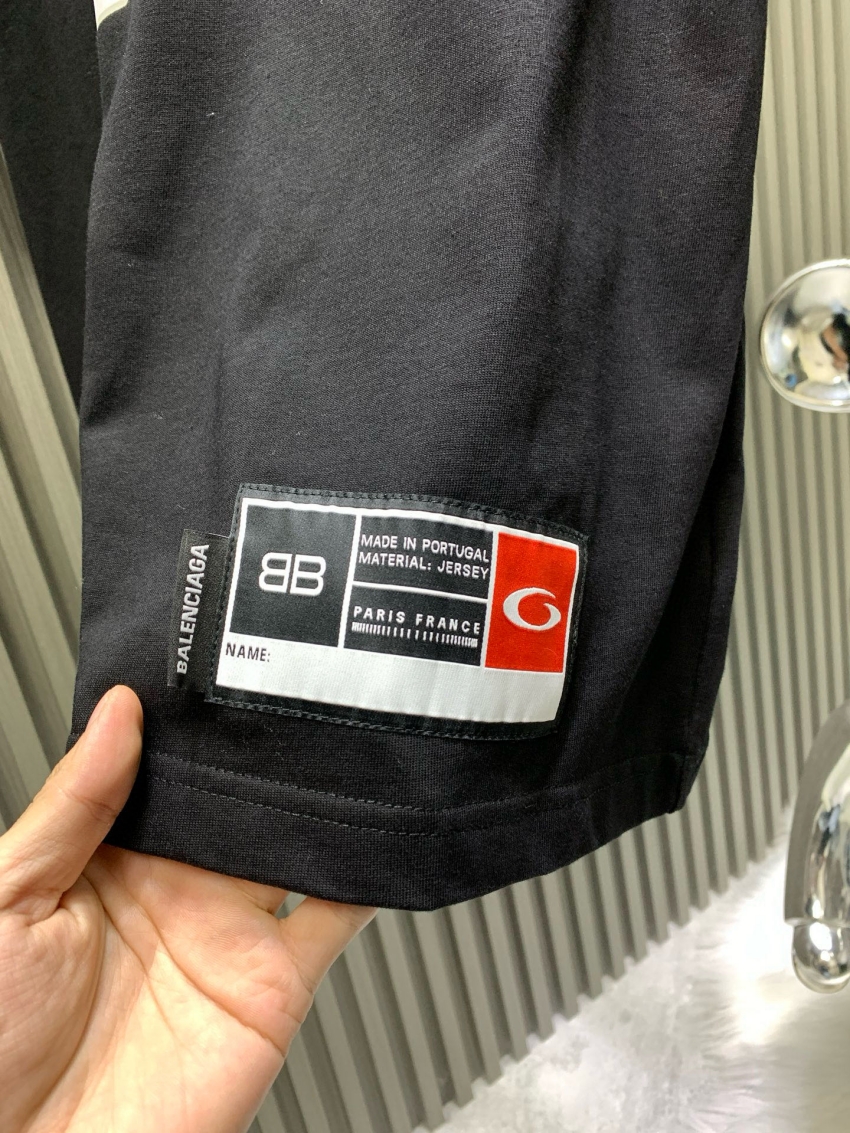 BALENCIAGA
BB
MADE IN PORTUGAL
MATERIAL: JERSEY
PARIS FRANCE
NAME: